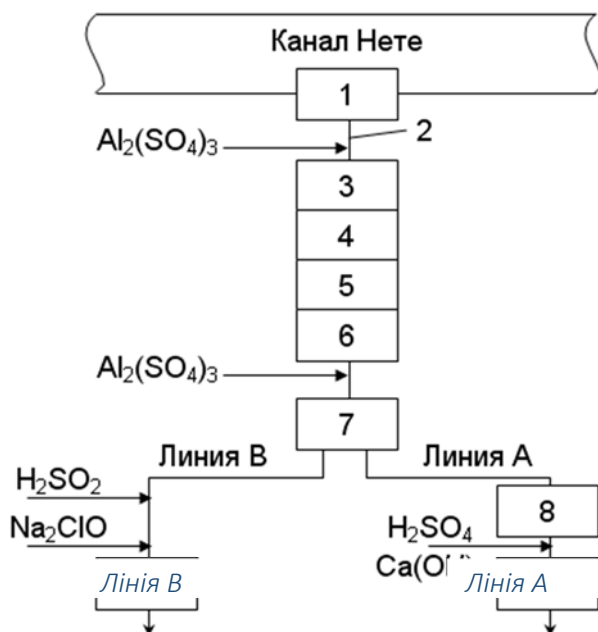 Канал Нете
1
2
Al₂(SO₄)₃
3
4
5
6
Al₂(SO₄)₃
7
Линия В
Линия А
H₂SO₂
8
Na₂ClO
H₂SO₄
Ca(O
Лінія В
Лінія А